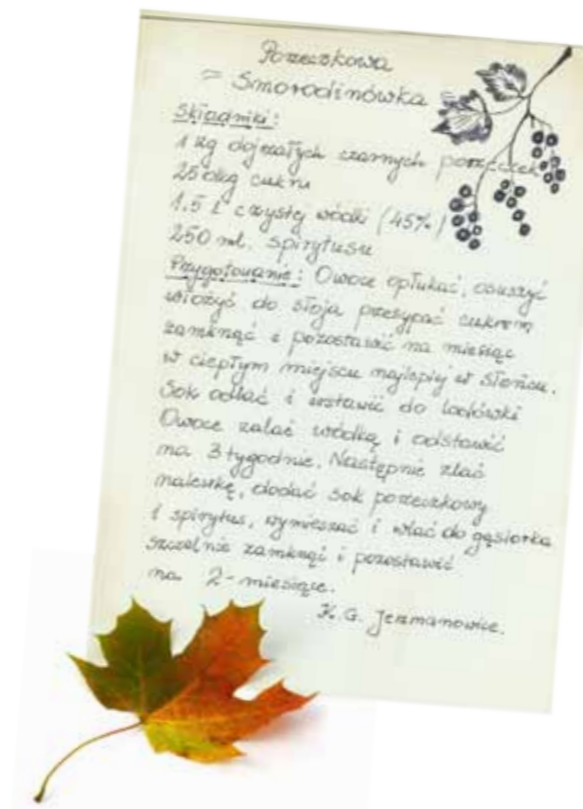 Porzeczkowa
= Smorodinówka =
Składniki:
1 kg dojrzałych czarnych porzeczek
25 dkg cukru
1,5 l czystej wódki (45%)
250 ml. spirytusu
Przygotowanie: Owoce opłukać, osuszyć
włożyć do słoja przesypać cukrem
zamknąć i pozostawić na miesiąc
w ciepłym miejscu najlepiej w słońcu.
Sok odlać i wstawić do lodówki
Owoce zalać wódką i odstawić
na 3 tygodnie. Następnie zlać
nalewkę, dodać sok porzeczkowy
i spirytus, wymieszać i wlać do gąsiorka
szczelnie zamknąć i pozostawić
na 2-miesiące.
K.G. Jerzmanowice.